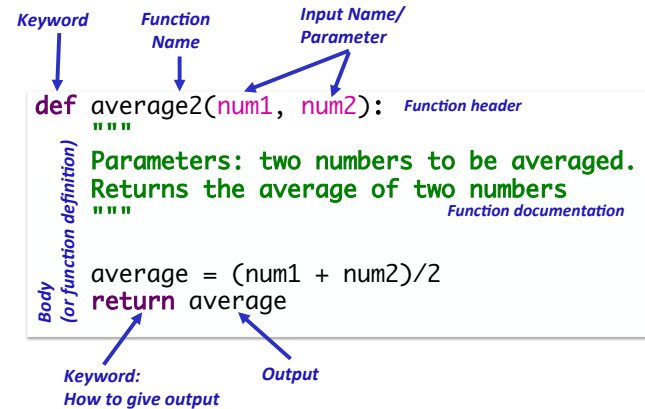 Keyword
Function
Name
Input Name/
Parameter
def average2(num1, num2): Function header
"""
Parameters: two numbers to be averaged.
Returns the average of two numbers
""" Function documentation
Body
(or function definition)
average = (num1 + num2)/2
return average
Keyword:
How to give output
Output